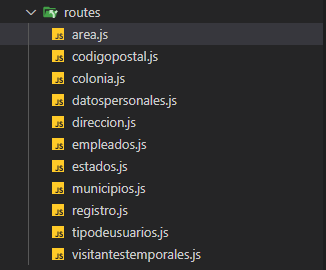 routes
JS area.js
JS codigopostal.js
JS colonia.js
JS datospersonales.js
JS direccion.js
JS empleados.js
JS estados.js
JS municipios.js
JS registro.js
JS tipodeusuarios.js
JS visitantestemporales.js